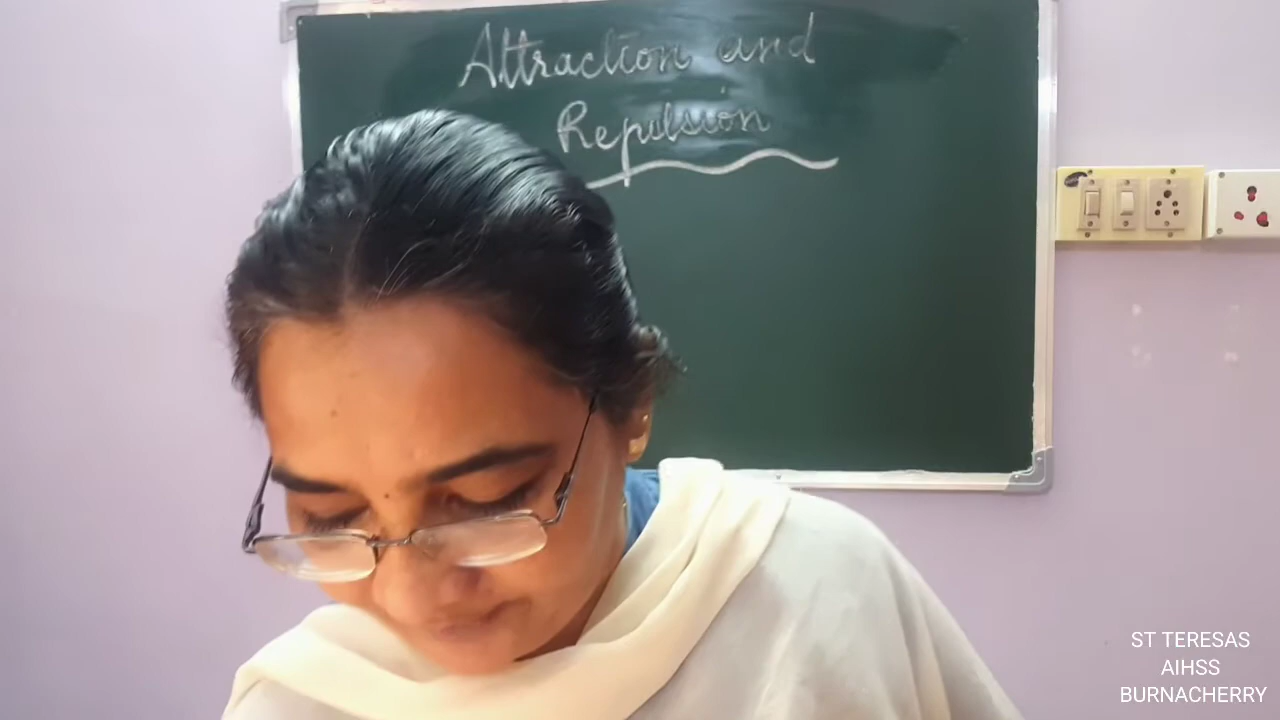 Attraction and
Repulsion
ST TERESAS
AIHSS
BURNACHERRY